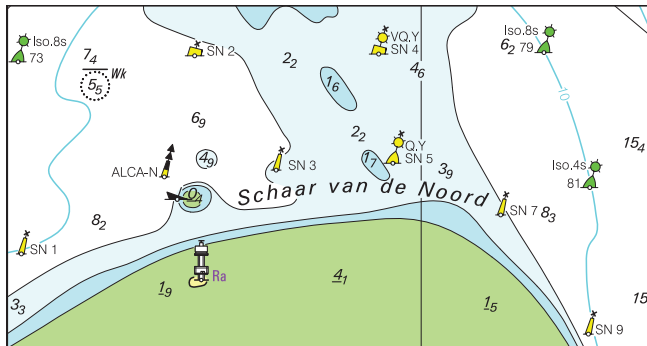 Iso.8s
73
7₄
5₅
Wk
SN 2
2₂
VQ.Y
SN 4
4₆
Iso.8s
6₂
79
1₆
10
6₉
2₂
Q.Y
SN 5
15₄
ALCA-N
4₉
SN 3
1₇
3₉
Iso.4s
81
Schaar van de Noord
0₄
8₂
SN 7
8₃
SN 1
Ra
4₁
3₃
1₉
1₅
15
SN 9